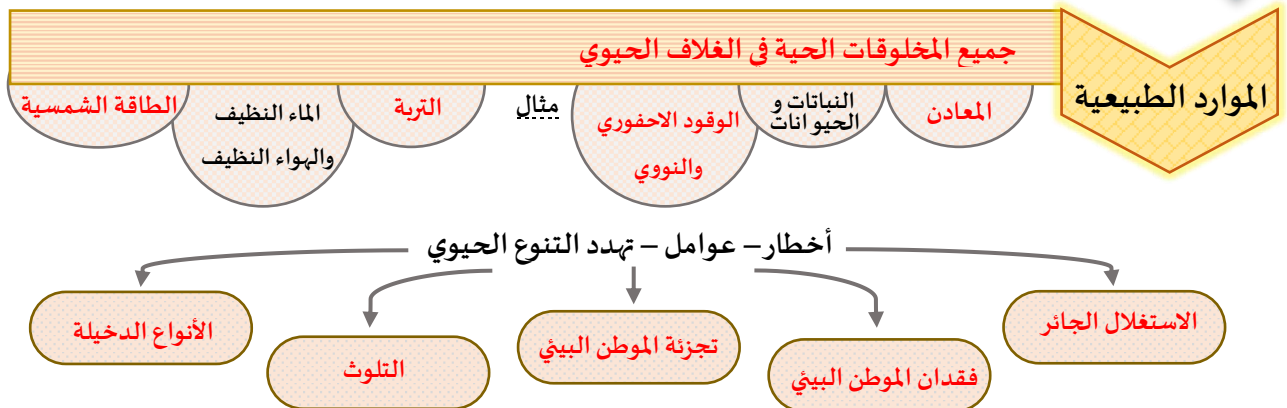 الموارد الطبيعية
جميع المخلوقات الحية في الغلاف الحيوي
المعادن
النباتات و
الحيوانات
الوقود الاحفوري
والنووي
مثال
التربة
الماء النظيف
والهواء النظيف
الطاقة الشمسية
أخطار – عوامل – تهدد التنوع الحيوي
الاستغلال الجائر
فقدان الموطن البيئي
تجزئة الموطن البيئي
التلوث
الأنواع الدخيلة